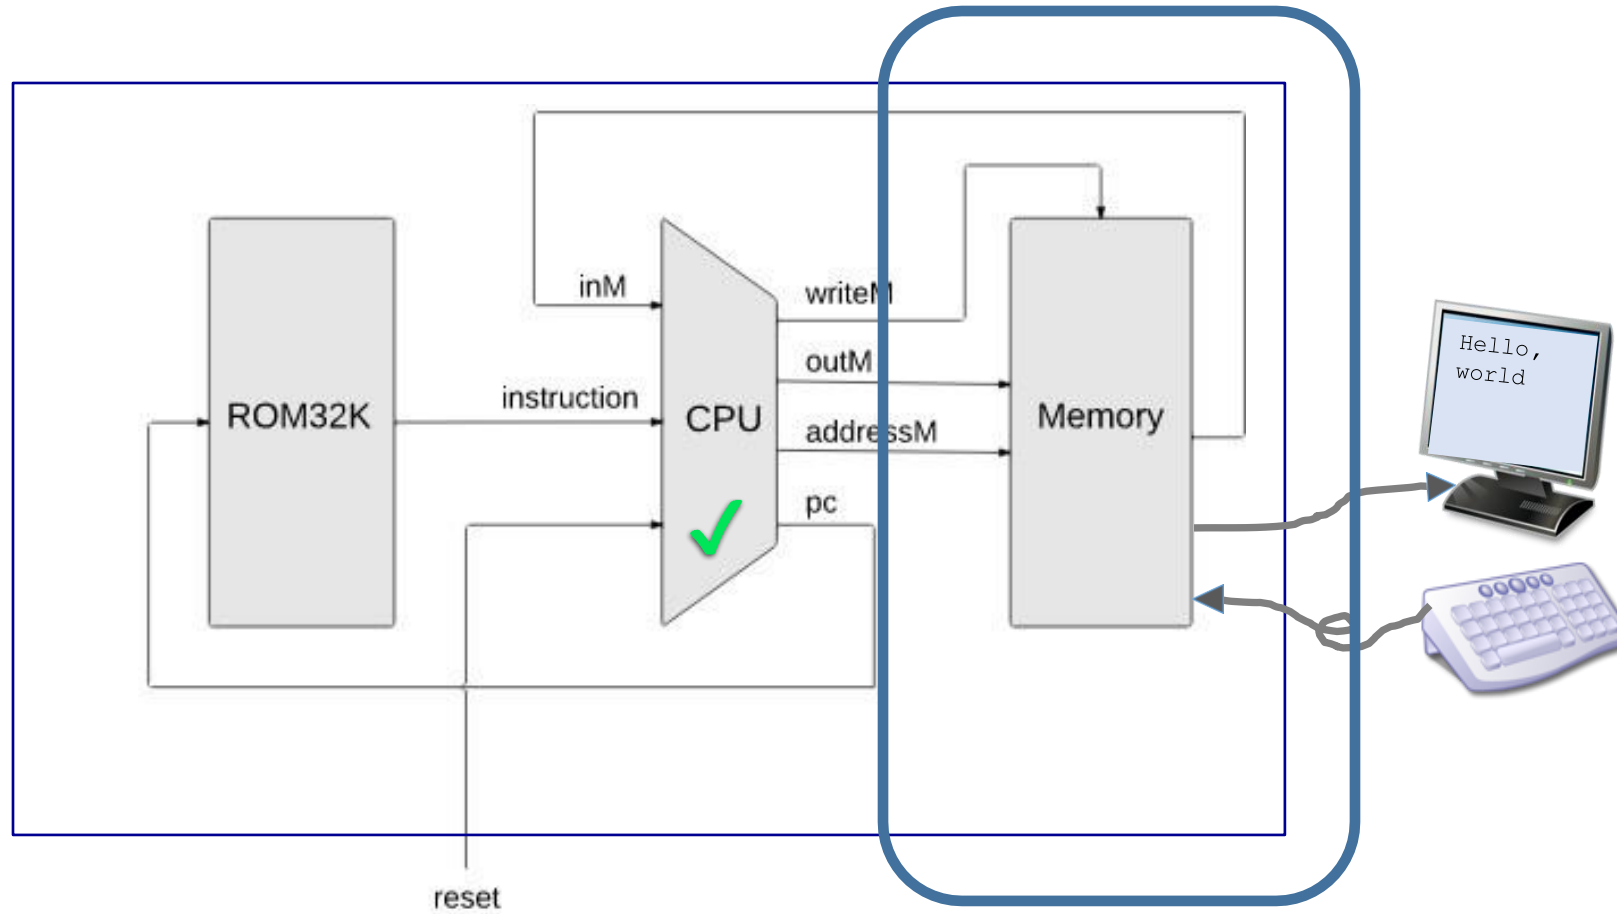 inM
writeM
outM
instruction
ROM32K
CPU
addressM
Memory
pc
reset
Hello,
world